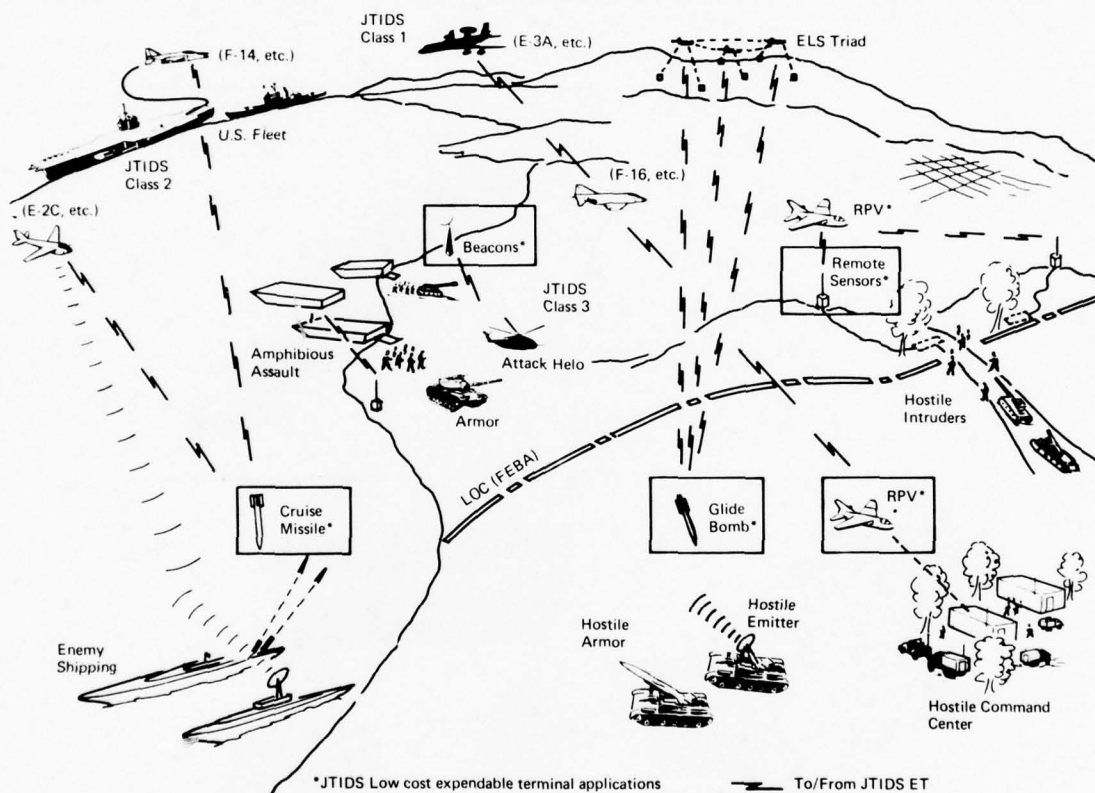 JTIDS
Class 1
(F-14, etc.)
(E-3A, etc.)
ELS Triad
U.S. Fleet
JTIDS
Class 2
(F-16, etc.)
(E-2C, etc.)
RPV*
Beacons*
Remote
Sensors*
JTIDS
Class 3
Amphibious
Assault
Attack Helo
Armor
Hostile
Intruders
LOC (FEBA)
Cruise
Missile*
Glide
Bomb*
RPV*
Hostile
Emitter
Hostile
Armor
Enemy
Shipping
Hostile Command
Center
*JTIDS Low cost expendable terminal applications
To/From JTIDS ET